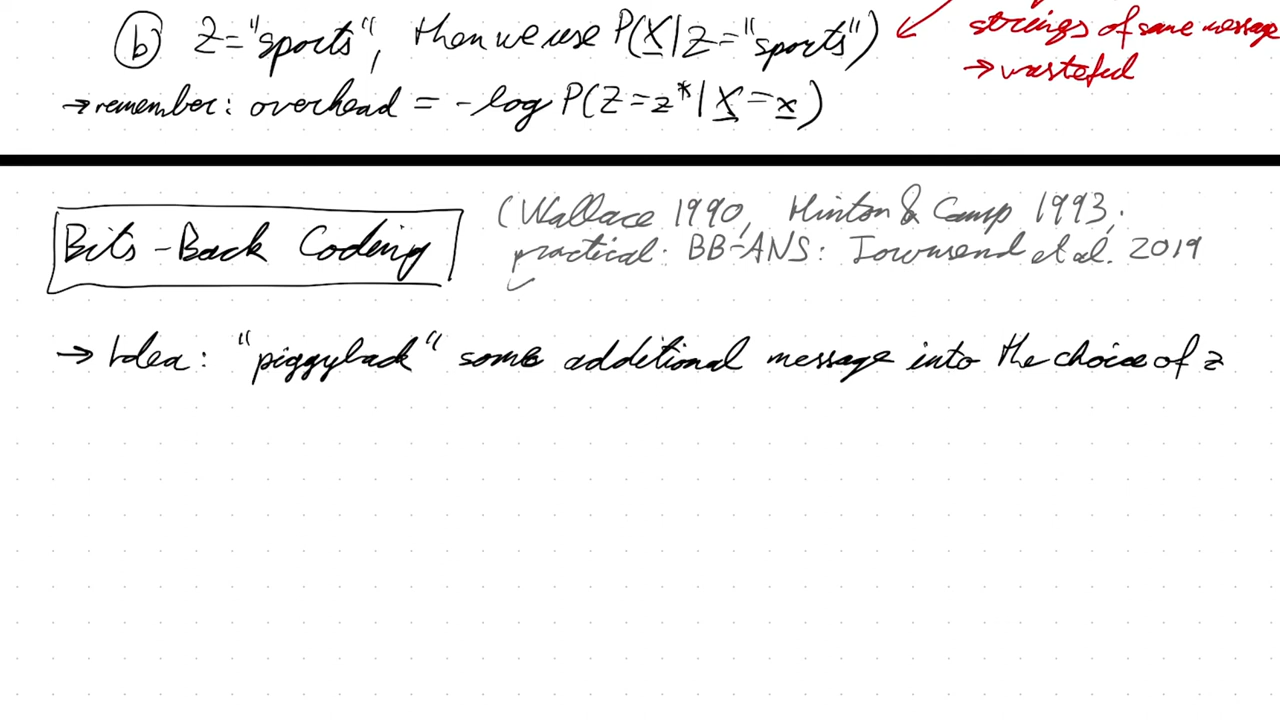 strings of same message
ⓑ Z="sports", then we use P(X|Z="sports")
→ wasteful
→ remember: overhead = -log P(Z=z*|X=x)
Bits-Back Coding
(Wallace 1990, Hinton & Camp 1993;
practical: BB-ANS: Townsend et al. 2019
→ Idea: "piggyback" some additional message into the choice of z